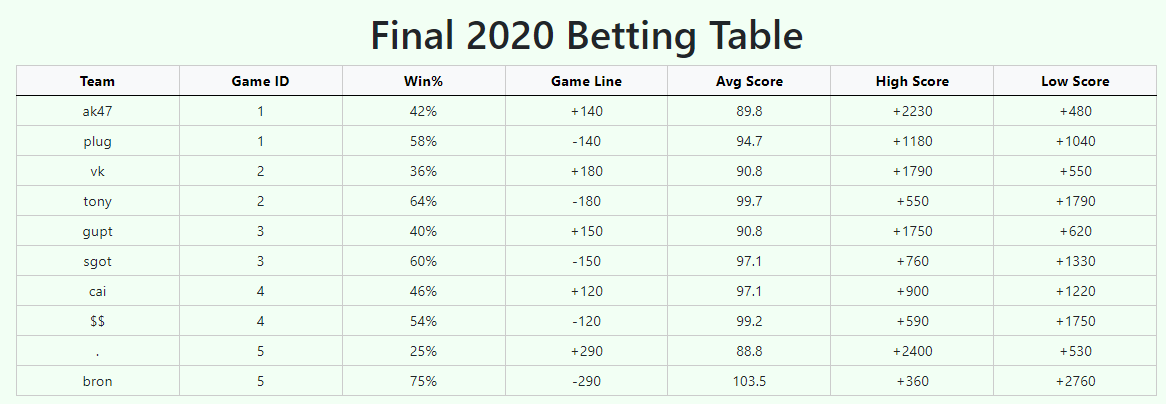 Final 2020 Betting Table
Team Game ID Win% Game Line Avg Score High Score Low Score
ak47 1 42% +140 89.8 +2230 +480
plug 1 58% -140 94.7 +1180 +1040
vk 2 36% +180 90.8 +1790 +550
tony 2 64% -180 99.7 +550 +1790
gupt 3 40% +150 90.8 +1750 +620
sgot 3 60% -150 97.1 +760 +1330
cai 4 46% +120 97.1 +900 +1220
$$ 4 54% -120 99.2 +590 +1750
. 5 25% +290 88.8 +2400 +530
bron 5 75% -290 103.5 +360 +2760